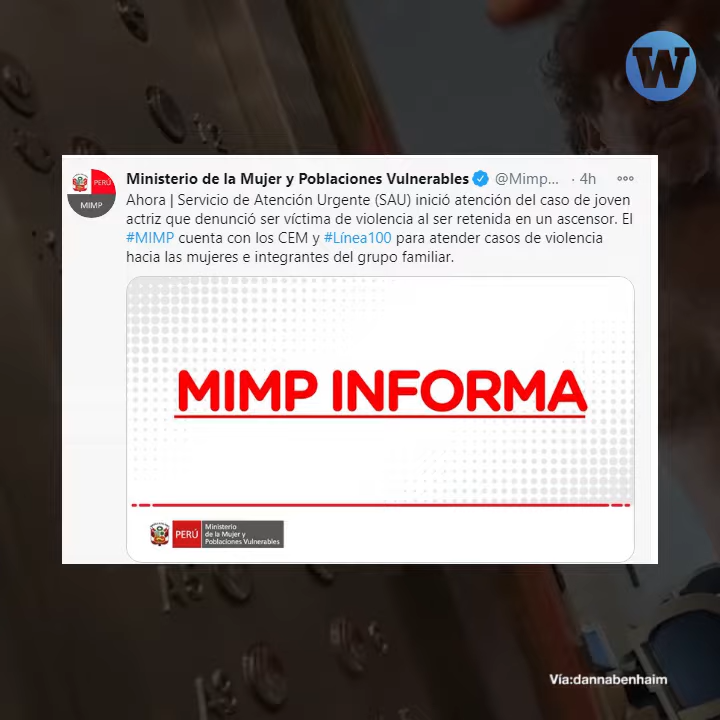 W
PERÚ
MIMP
Ministerio de la Mujer y Poblaciones Vulnerables @Mimp... · 4h
Ahora | Servicio de Atención Urgente (SAU) inició atención del caso de joven
actriz que denunció ser víctima de violencia al ser retenida en un ascensor. El
#MIMP cuenta con los CEM y #Línea100 para atender casos de violencia
hacia las mujeres e integrantes del grupo familiar.
MIMP INFORMA
PERÚ
Ministerio
de la Mujer y
Poblaciones Vulnerables
Vía:dannabenhaim